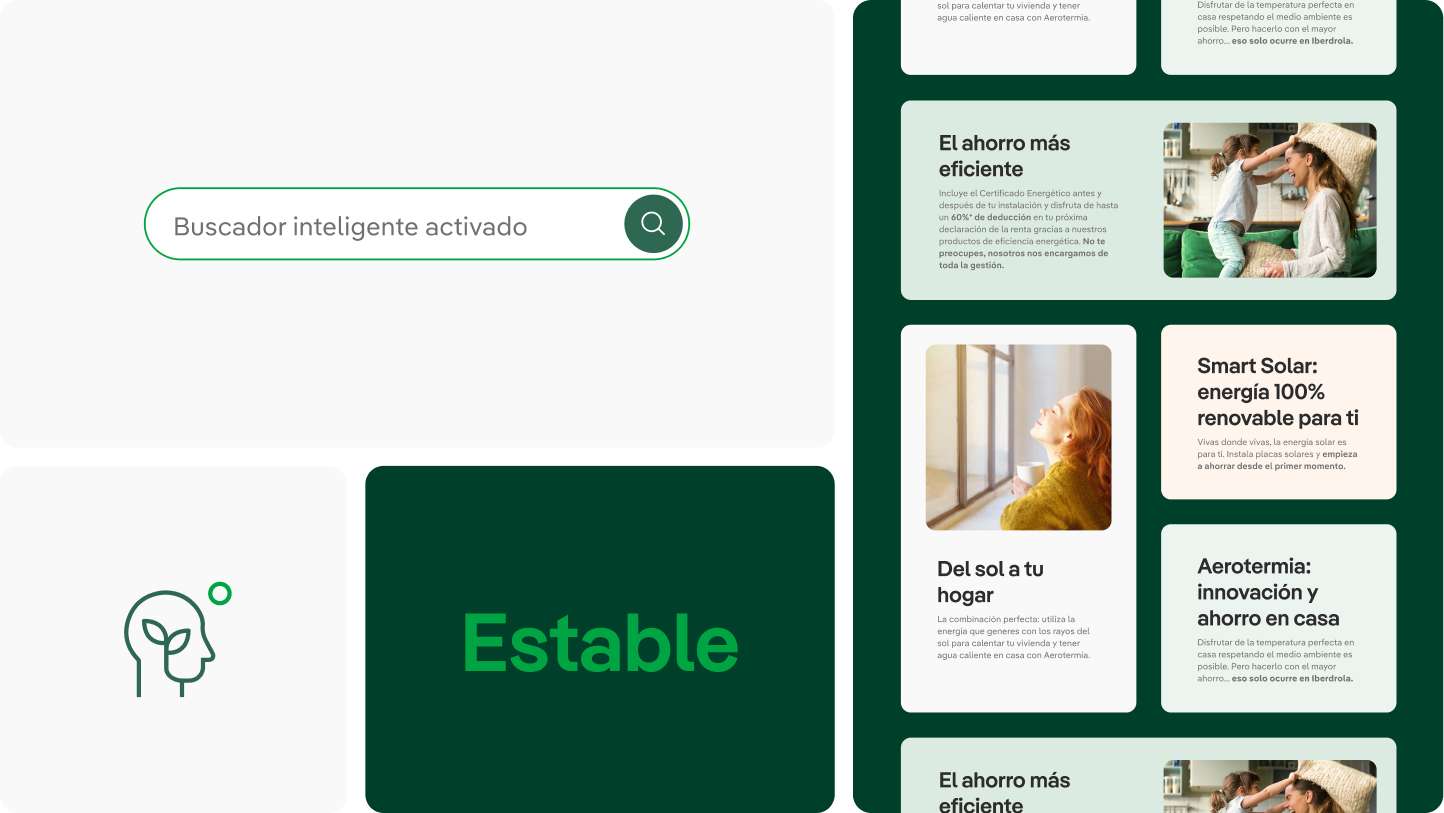 Buscador inteligente activado
Estable
sol para calentar tu vivienda y tener
agua caliente en casa con Aerotermia.
Disfrutar de la temperatura perfecta en
casa respetando el medio ambiente es
posible. Pero hacerlo con el mayor
ahorro... eso solo ocurre en Iberdrola.
El ahorro más
eficiente
Incluye el Certificado Energético antes y
después de tu instalación y disfruta de hasta
un 60%* de deducción en tu próxima
declaración de la renta gracias a nuestros
productos de eficiencia energética. No te
preocupes, nosotros nos encargamos de
toda la gestión.
Del sol a tu
hogar
La combinación perfecta: utiliza la
energía que generes con los rayos del
sol para calentar tu vivienda y tener
agua caliente en casa con Aerotermia.
Smart Solar:
energía 100%
renovable para ti
Vivas donde vivas, la energía solar es
para ti. Instala placas solares y empieza
a ahorrar desde el primer momento.
Aerotermia:
innovación y
ahorro en casa
Disfrutar de la temperatura perfecta en
casa respetando el medio ambiente es
posible. Pero hacerlo con el mayor
ahorro... eso solo ocurre en Iberdrola.
El ahorro más
eficiente